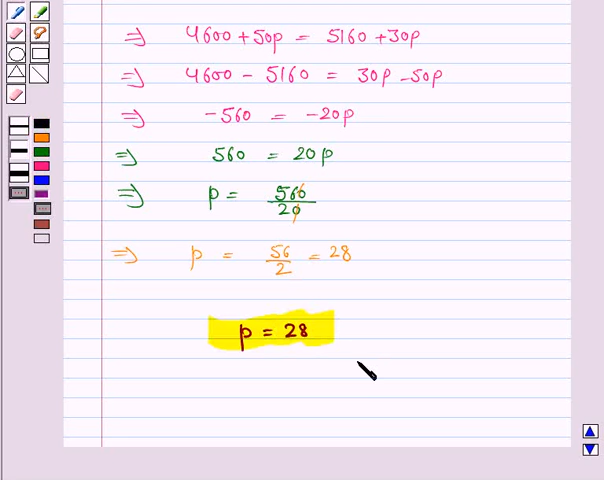 ⇒ 4600 + 50p = 5160 + 30p
⇒ 4600 - 5160 = 30p - 50p
⇒ -560 = -20p
⇒ 560 = 20p
⇒ p = 560/20
⇒ p = 56/2 = 28
p = 28